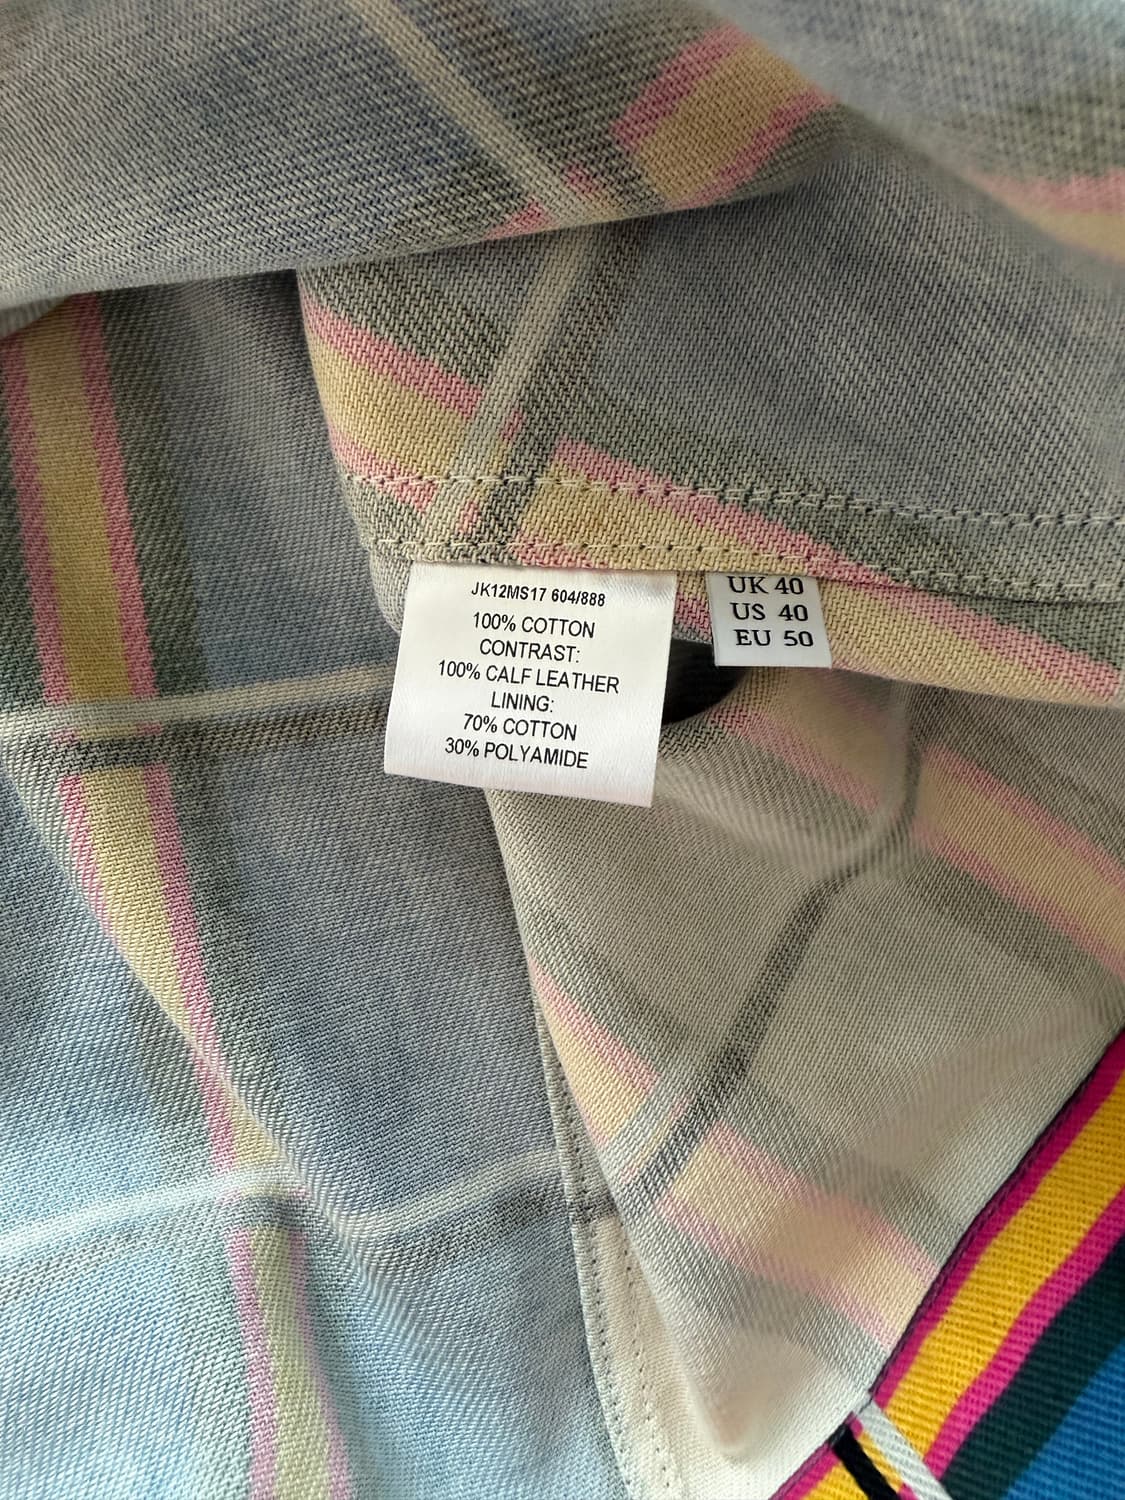 JK12MS17 604/888
100% COTTON
CONTRAST:
100% CALF LEATHER
LINING:
70% COTTON
30% POLYAMIDE
UK 40
US 40
EU 50